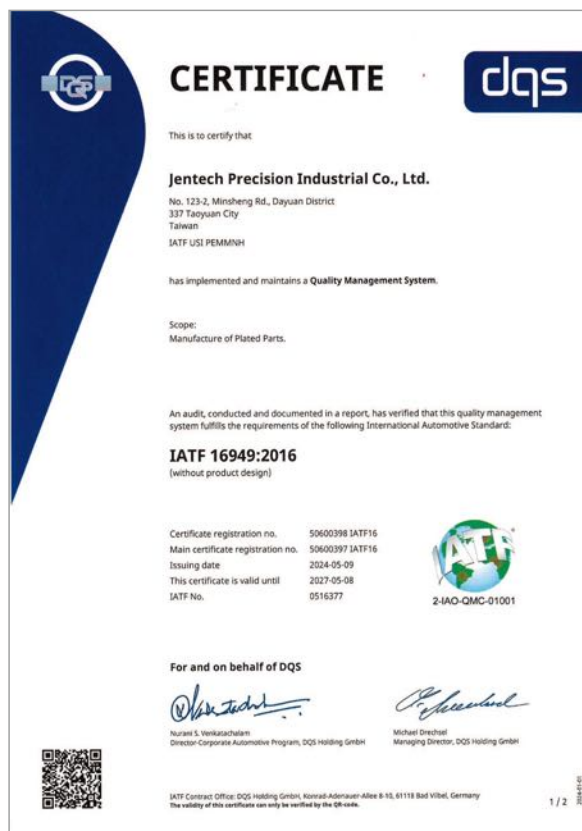 DQS
CERTIFICATE
dqs
This is to certify that
Jentech Precision Industrial Co., Ltd.
No. 123-2, Minsheng Rd., Dayuan District
337 Taoyuan City
Taiwan
IATF USI PEMMNH
has implemented and maintains a Quality Management System.
Scope:
Manufacture of Plated Parts.
An audit, conducted and documented in a report, has verified that this quality management
system fulfills the requirements of the following International Automotive Standard:
IATF 16949:2016
(without product design)
Certificate registration no. 50600398 IATF16
Main certificate registration no. 50600397 IATF16
Issuing date 2024-05-09
This certificate is valid until 2027-05-08
IATF No. 0516377
IATF
2-IAO-QMC-01001
For and on behalf of DQS
Nurani S. Venkatachalam
Director-Corporate Automotive Program, DQS Holding GmbH
Michael Drechsel
Managing Director, DQS Holding GmbH
IATF Contract Office: DQS Holding GmbH, Konrad-Adenauer-Allee 8-10, 61118 Bad Vilbel, Germany
The validity of this certificate can only be verified by the QR-code.
1 / 2
2024-01-01